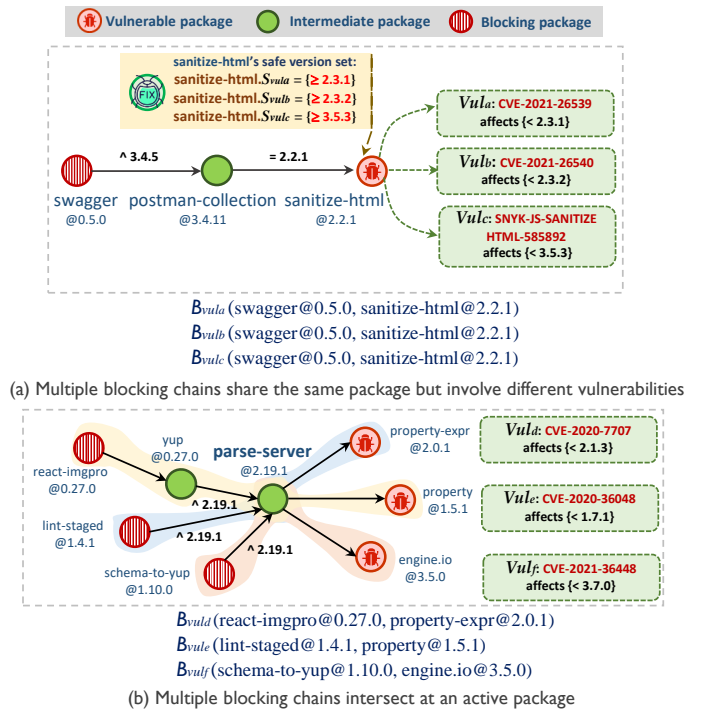 Vulnerable package Intermediate package Blocking package
sanitize-html's safe version set:
sanitize-html.Svula = {≥ 2.3.1}
sanitize-html.Svulb = {≥ 2.3.2}
sanitize-html.Svulc = {≥ 3.5.3}
FIX
Vula: CVE-2021-26539
affects {< 2.3.1}
Vulb: CVE-2021-26540
affects {< 2.3.2}
Vulc: SNYK-JS-SANITIZE
HTML-585892
affects {< 3.5.3}
^ 3.4.5
= 2.2.1
swagger
@0.5.0
postman-collection
@3.4.11
sanitize-html
@2.2.1
Bvula (swagger@0.5.0, sanitize-html@2.2.1)
Bvulb (swagger@0.5.0, sanitize-html@2.2.1)
Bvulc (swagger@0.5.0, sanitize-html@2.2.1)
(a) Multiple blocking chains share the same package but involve different vulnerabilities
react-imgpro
@0.27.0
yup
@0.27.0
parse-server
@2.19.1
property-expr
@2.0.1
^ 2.19.1
lint-staged
@1.4.1
^ 2.19.1
property
@1.5.1
schema-to-yup
@1.10.0
^ 2.19.1
engine.io
@3.5.0
Vuld: CVE-2020-7707
affects {< 2.1.3}
Vule: CVE-2020-36048
affects {< 1.7.1}
Vulf: CVE-2021-36448
affects {< 3.7.0}
Bvuld (react-imgpro@0.27.0, property-expr@2.0.1)
Bvule (lint-staged@1.4.1, property@1.5.1)
Bvulf (schema-to-yup@1.10.0, engine.io@3.5.0)
(b) Multiple blocking chains intersect at an active package